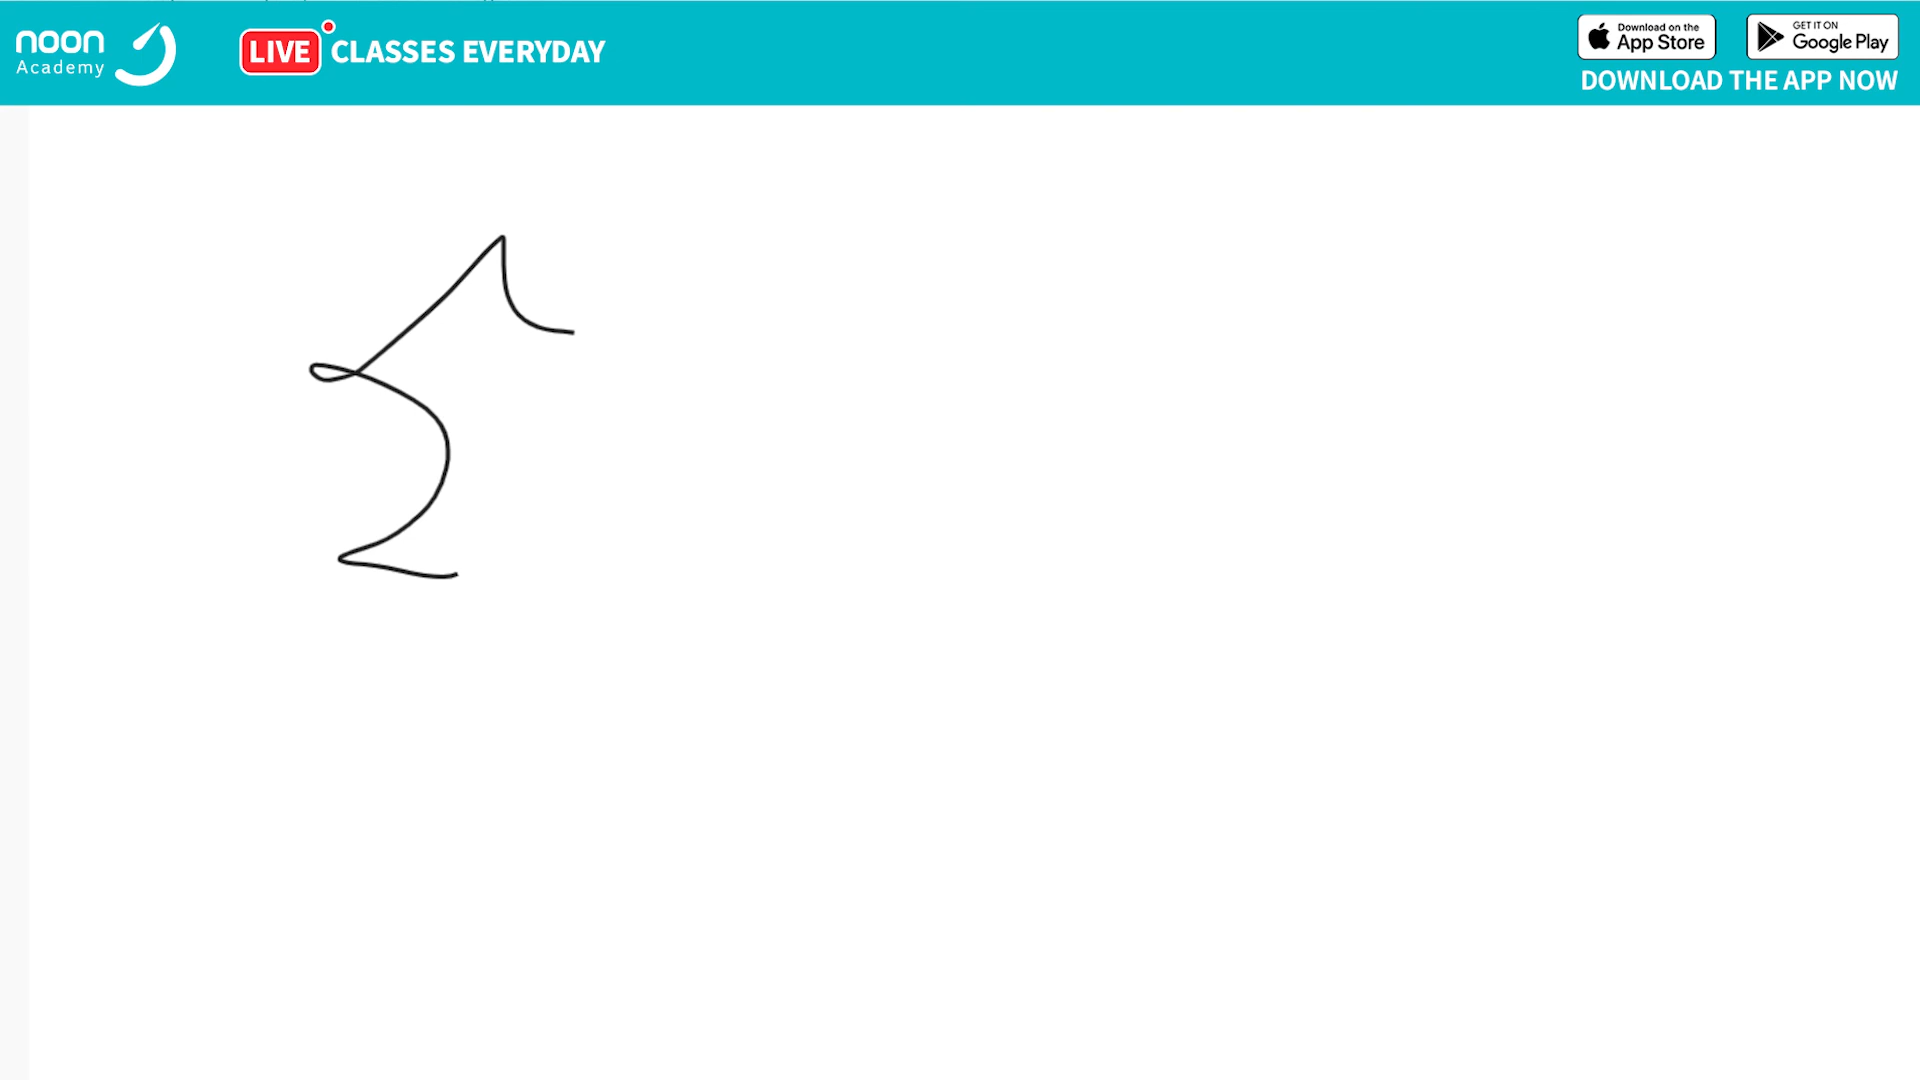 noon
Academy
LIVE CLASSES EVERYDAY
Download on the
App Store
GET IT ON
Google Play
DOWNLOAD THE APP NOW